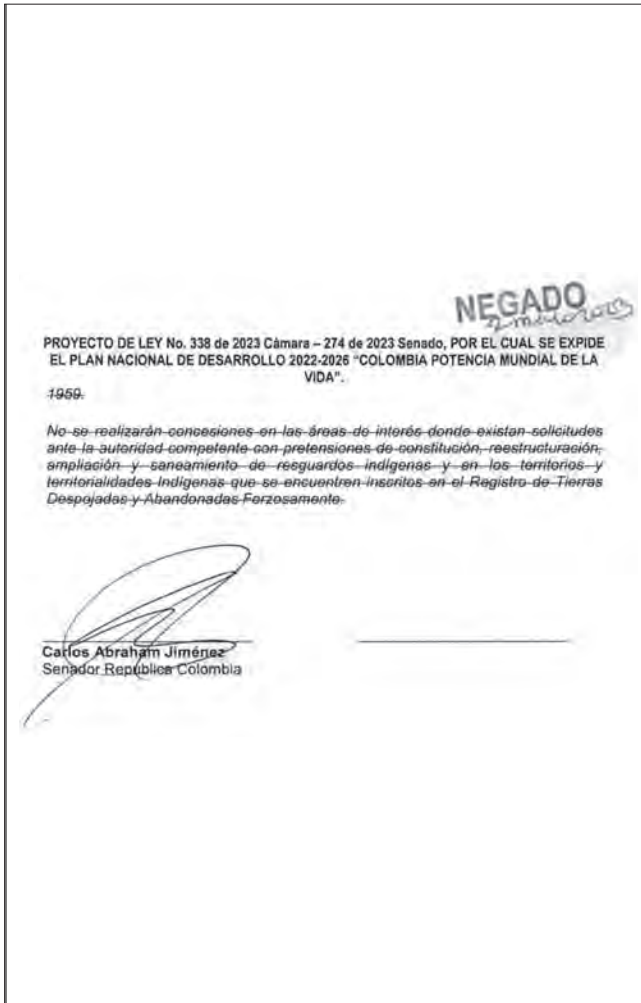 NEGADO
2 mayo 2023
PROYECTO DE LEY No. 338 de 2023 Cámara – 274 de 2023 Senado, POR EL CUAL SE EXPIDE
EL PLAN NACIONAL DE DESARROLLO 2022-2026 “COLOMBIA POTENCIA MUNDIAL DE LA
VIDA”.
1959.
No se realizarán concesiones en las áreas de interés donde existan solicitudes
ante la autoridad competente con pretensiones de constitución, reestructuración,
ampliación y saneamiento de resguardos indígenas y en los territorios y
territorialidades Indígenas que se encuentren inscritos en el Registro de Tierras
Despojadas y Abandonadas Forzosamente.
Carlos Abraham Jiménez
Senador República Colombia